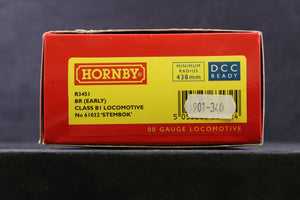 HORNBY
R3451
BR (EARLY)
CLASS B1 LOCOMOTIVE
No 61032 'STEMBOK'
MINIMUM
RADIUS
438mm
DCC
READY
901-340
00 GAUGE LOCOMOTIVE